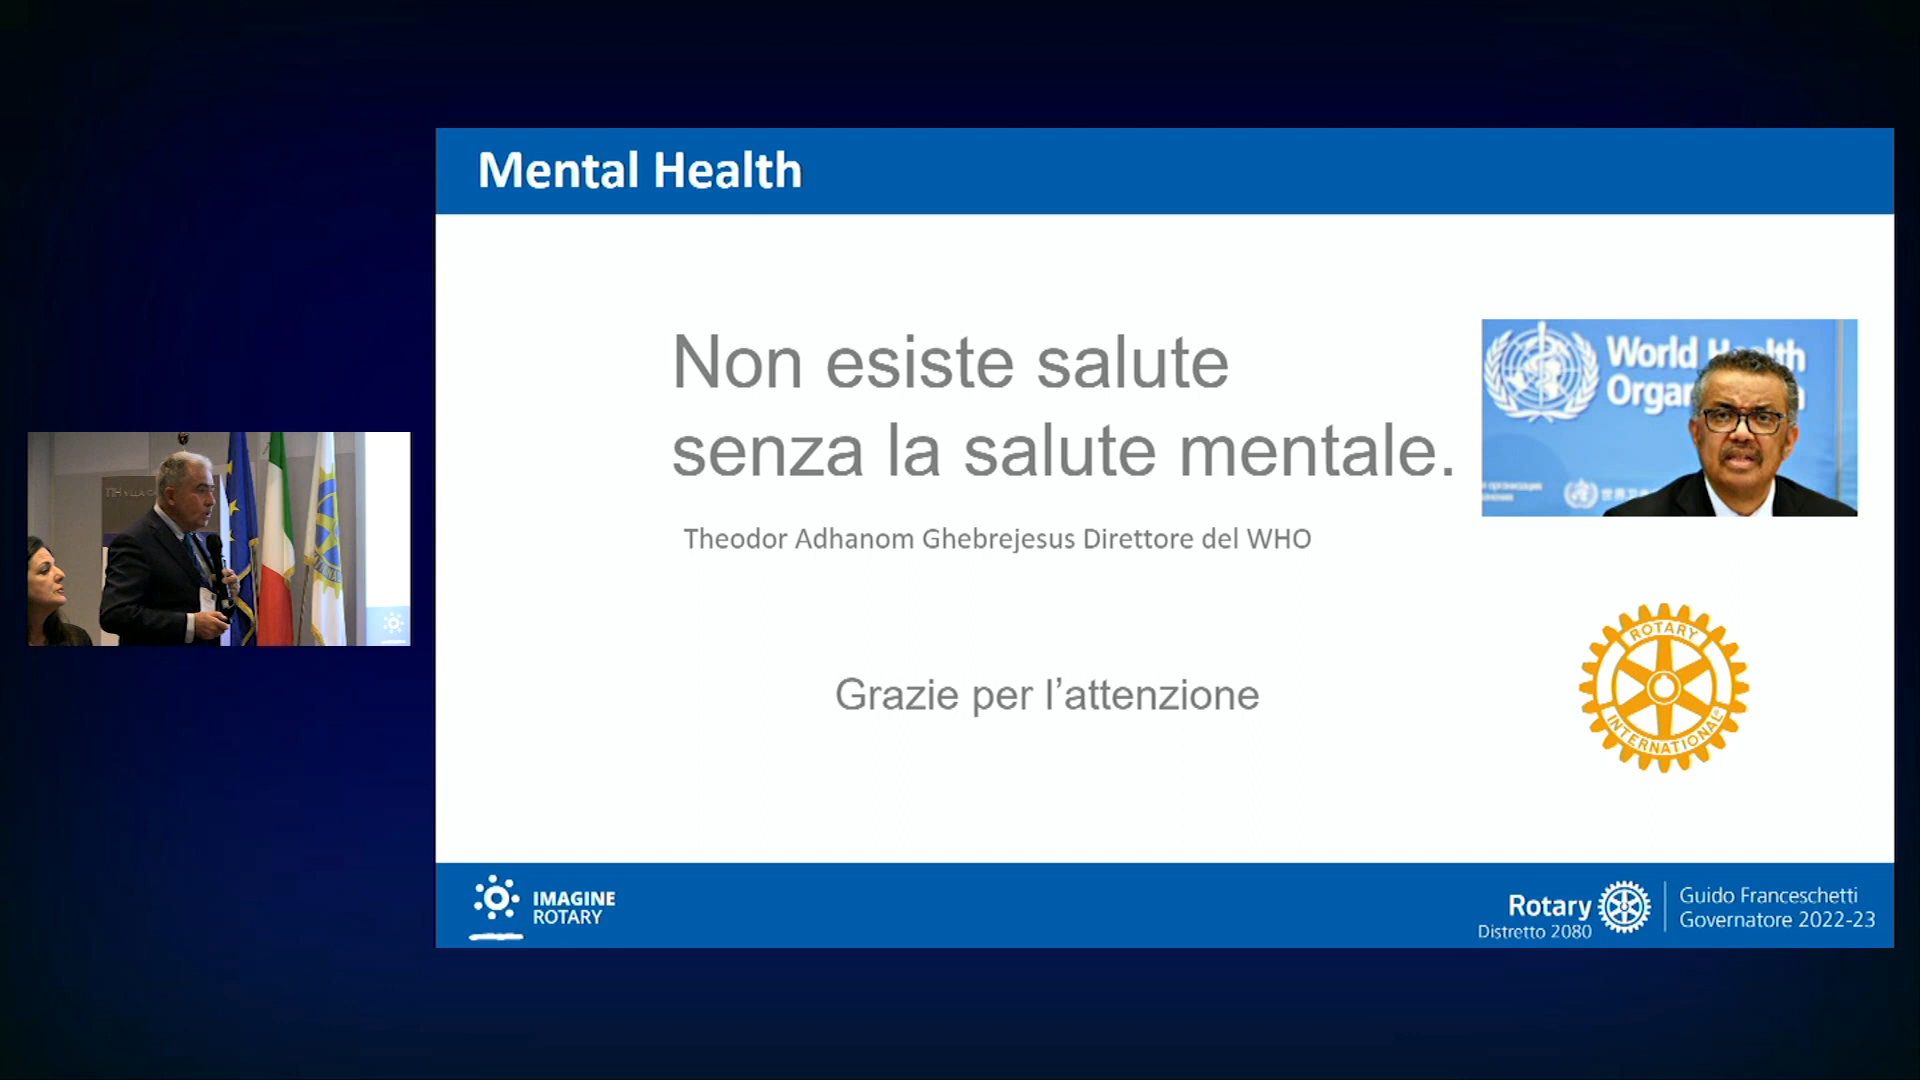 Mental Health
Non esiste salute
senza la salute mentale.
Theodor Adhanom Ghebrejesus Direttore del WHO
World Health
Grazie per l’attenzione
ROTARY
INTERNATIONAL
IMAGINE
ROTARY
Rotary
Distretto 2080
Guido Franceschetti
Governatore 2022-23